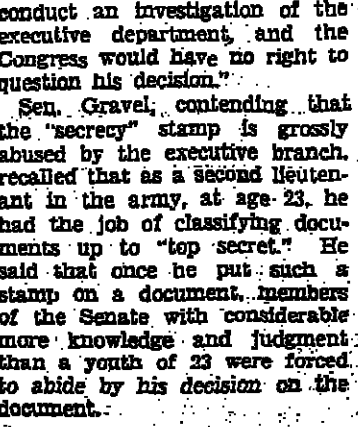 conduct an investigation of the
executive department, and the
Congress would have no right to
question his decision."
Sen. Gravel, contending that
the "secrecy" stamp is grossly
abused by the executive branch,
recalled that as a second lieuten-
ant in the army, at age 23, he
had the job of classifying docu-
ments up to "top secret." He
said that once he put such a
stamp on a document, members
of the Senate with considerable
more knowledge and judgment
than a youth of 23 were forced
to abide by his decision on the
document.